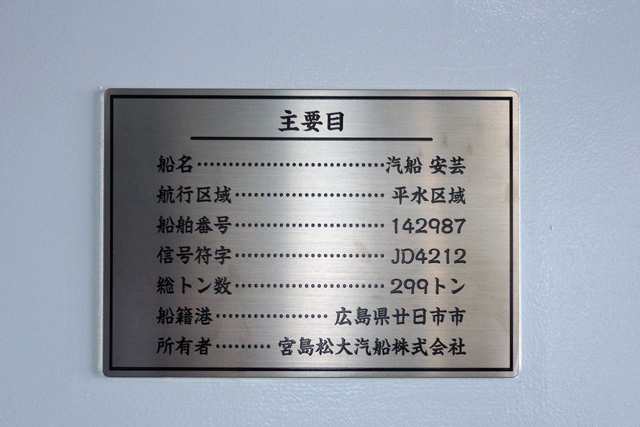 主要目
船名……………………………汽船 安芸
航行区域………………………平水区域
船舶番号………………………142987
信号符字………………………JD4212
総トン数………………………299トン
船籍港…………………広島県廿日市市
所有者………宮島松大汽船株式会社